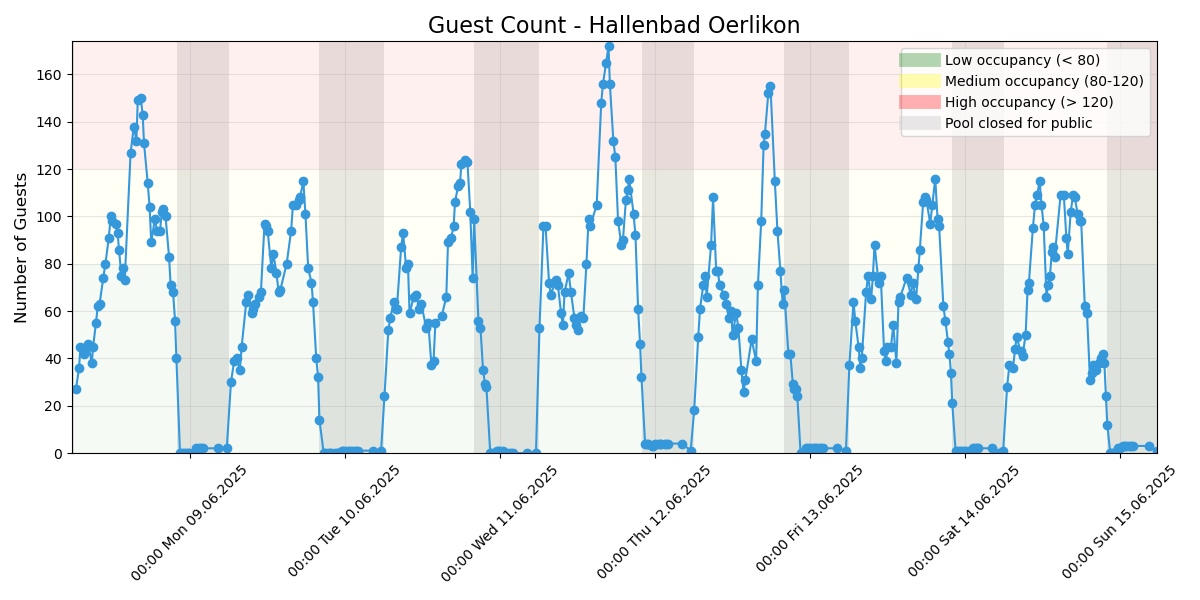 Guest Count - Hallenbad Oerlikon
Number of Guests
160
140
120
100
80
60
40
20
0
Low occupancy (< 80)
Medium occupancy (80-120)
High occupancy (> 120)
Pool closed for public
00:00 Mon 09.06.2025
00:00 Tue 10.06.2025
00:00 Wed 11.06.2025
00:00 Thu 12.06.2025
00:00 Fri 13.06.2025
00:00 Sat 14.06.2025
00:00 Sun 15.06.2025